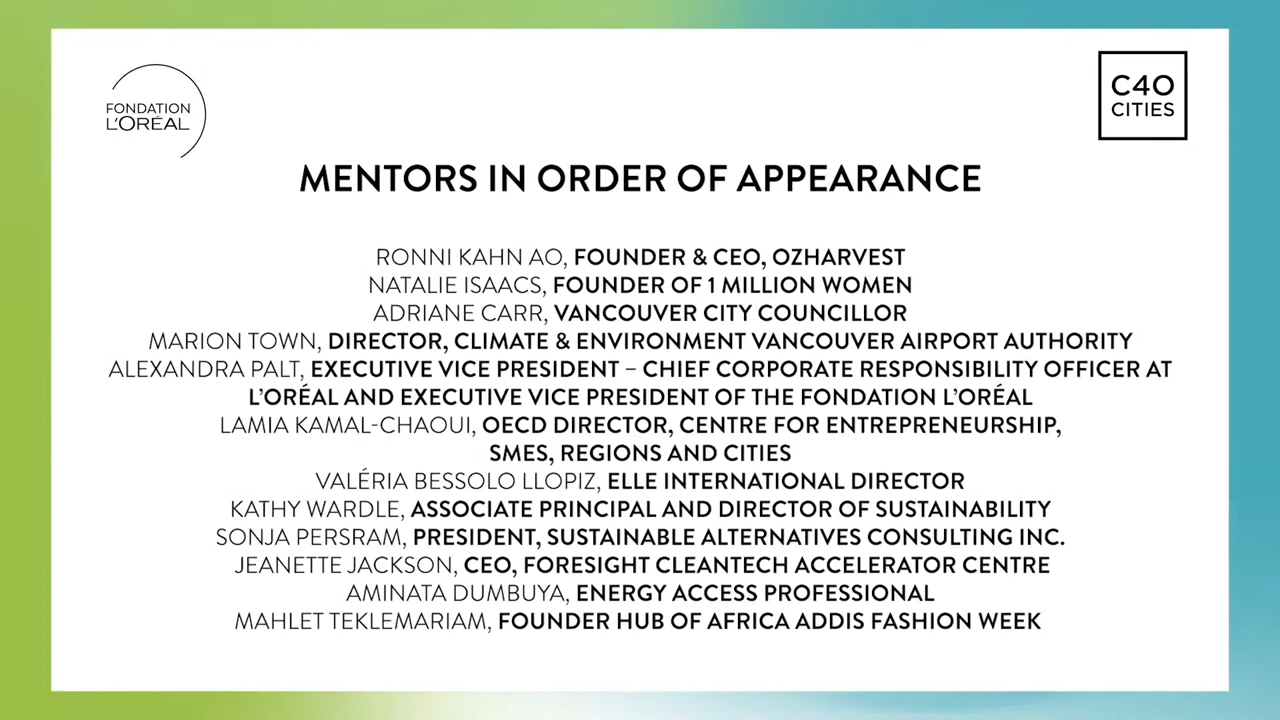 FONDATION
L'ORÉAL
C40
CITIES
MENTORS IN ORDER OF APPEARANCE
RONNI KAHN AO, FOUNDER & CEO, OZHARVEST
NATALIE ISAACS, FOUNDER OF 1 MILLION WOMEN
ADRIANE CARR, VANCOUVER CITY COUNCILLOR
MARION TOWN, DIRECTOR, CLIMATE & ENVIRONMENT VANCOUVER AIRPORT AUTHORITY
ALEXANDRA PALT, EXECUTIVE VICE PRESIDENT – CHIEF CORPORATE RESPONSIBILITY OFFICER AT
L'ORÉAL AND EXECUTIVE VICE PRESIDENT OF THE FONDATION L'ORÉAL
LAMIA KAMAL-CHAOUI, OECD DIRECTOR, CENTRE FOR ENTREPRENEURSHIP,
SMES, REGIONS AND CITIES
VALÉRIA BESSOLO LLOPIZ, ELLE INTERNATIONAL DIRECTOR
KATHY WARDLE, ASSOCIATE PRINCIPAL AND DIRECTOR OF SUSTAINABILITY
SONJA PERSRAM, PRESIDENT, SUSTAINABLE ALTERNATIVES CONSULTING INC.
JEANETTE JACKSON, CEO, FORESIGHT CLEANTECH ACCELERATOR CENTRE
AMINATA DUMBUYA, ENERGY ACCESS PROFESSIONAL
MAHLET TEKLEMARIAM, FOUNDER HUB OF AFRICA ADDIS FASHION WEEK